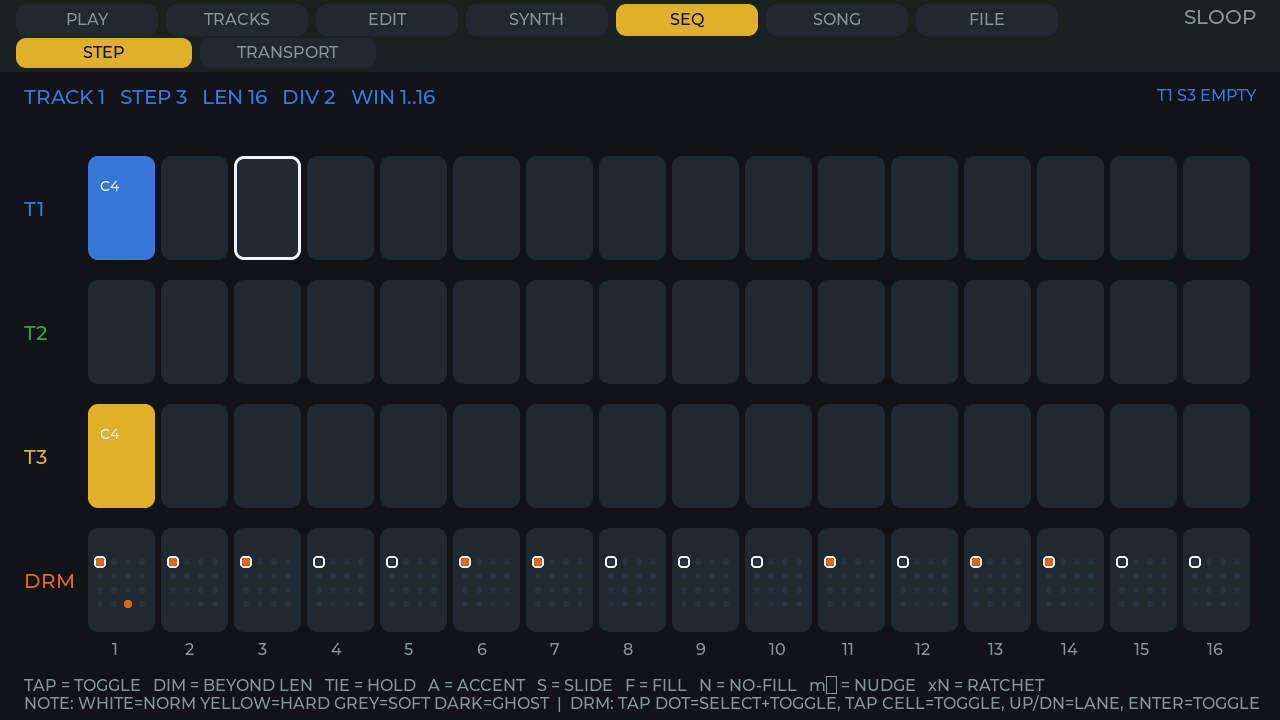 PLAY TRACKS EDIT SYNTH SEQ SONG FILE SLOOP
STEP TRANSPORT
TRACK 1 STEP 3 LEN 16 DIV 2 WIN 1..16 T1 S3 EMPTY
C4
T1
T2
C4
T3
DRM
1 2 3 4 5 6 7 8 9 10 11 12 13 14 15 16
TAP = TOGGLE DIM = BEYOND LEN TIE = HOLD A = ACCENT S = SLIDE F = FILL N = NO-FILL m□ = NUDGE xN = RATCHET
NOTE: WHITE=NORM YELLOW=HARD GREY=SOFT DARK=GHOST | DRM: TAP DOT=SELECT+TOGGLE, TAP CELL=TOGGLE, UP/DN=LANE, ENTER=TOGGLE